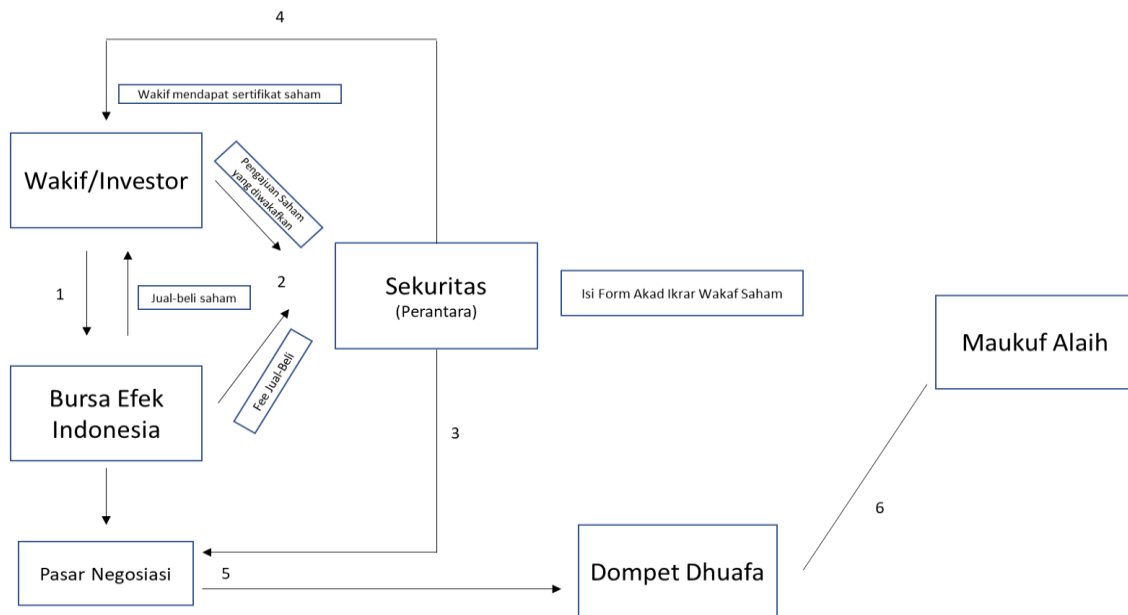 4
Wakif mendapat sertifikat saham
Wakif/Investor
Pengajuan Saham
yang diwakafkan
1
Jual-beli saham
2
Sekuritas
(Perantara)
Isi Form Akad Ikrar Wakaf Saham
Maukuf Alaih
Bursa Efek
Indonesia
Fee Jual-Beli
3
6
Pasar Negosiasi
5
Dompet Dhuafa